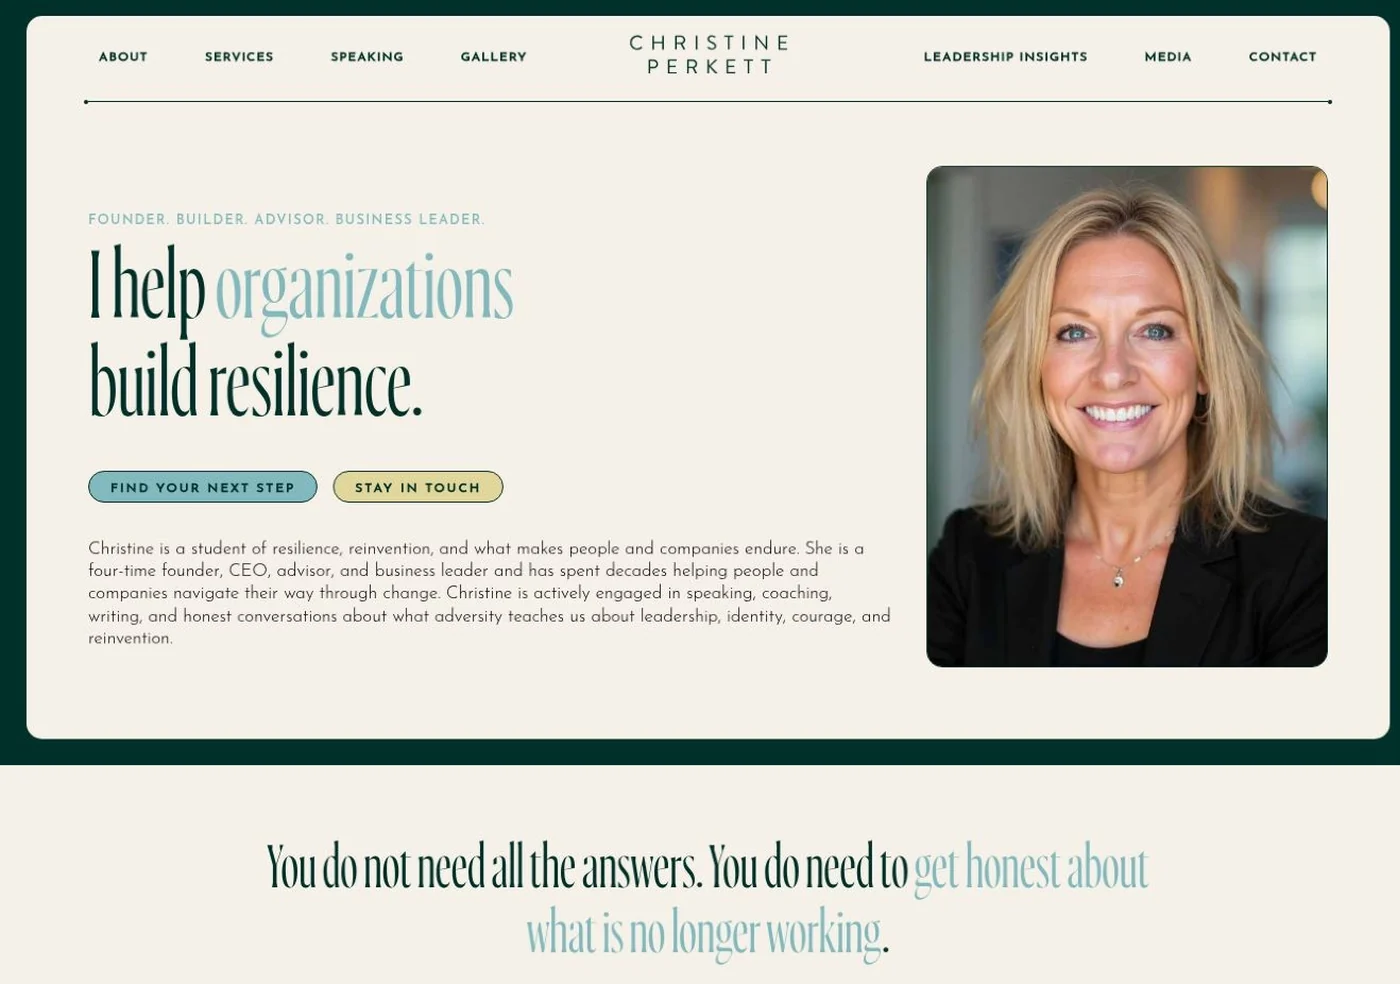 ABOUT
SERVICES
SPEAKING
GALLERY
CHRISTINE
PERKETT
LEADERSHIP INSIGHTS
MEDIA
CONTACT
FOUNDER. BUILDER. ADVISOR. BUSINESS LEADER.
I help organizations
build resilience.
FIND YOUR NEXT STEP
STAY IN TOUCH
Christine is a student of resilience, reinvention, and what makes people and companies endure. She is a
four-time founder, CEO, advisor, and business leader and has spent decades helping people and
companies navigate their way through change. Christine is actively engaged in speaking, coaching,
writing, and honest conversations about what adversity teaches us about leadership, identity, courage, and
reinvention.
You do not need all the answers. You do need to get honest about
what is no longer working.